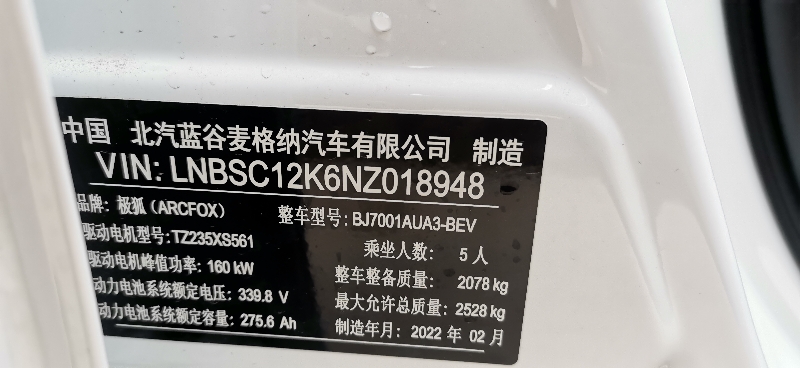 中国 北汽蓝谷麦格纳汽车有限公司 制造
VIN: LNBSC12K6NZ018948
品牌: 极狐（ARCFOX） 整车型号: BJ7001AUA3-BEV
驱动电机型号: TZ235XS561 乘坐人数: 5 人
驱动电机峰值功率: 160 kW 整车整备质量: 2078 kg
动力电池系统额定电压: 339.8 V 最大允许总质量: 2528 kg
动力电池系统额定容量: 275.6 Ah 制造年月: 2022 年 02 月